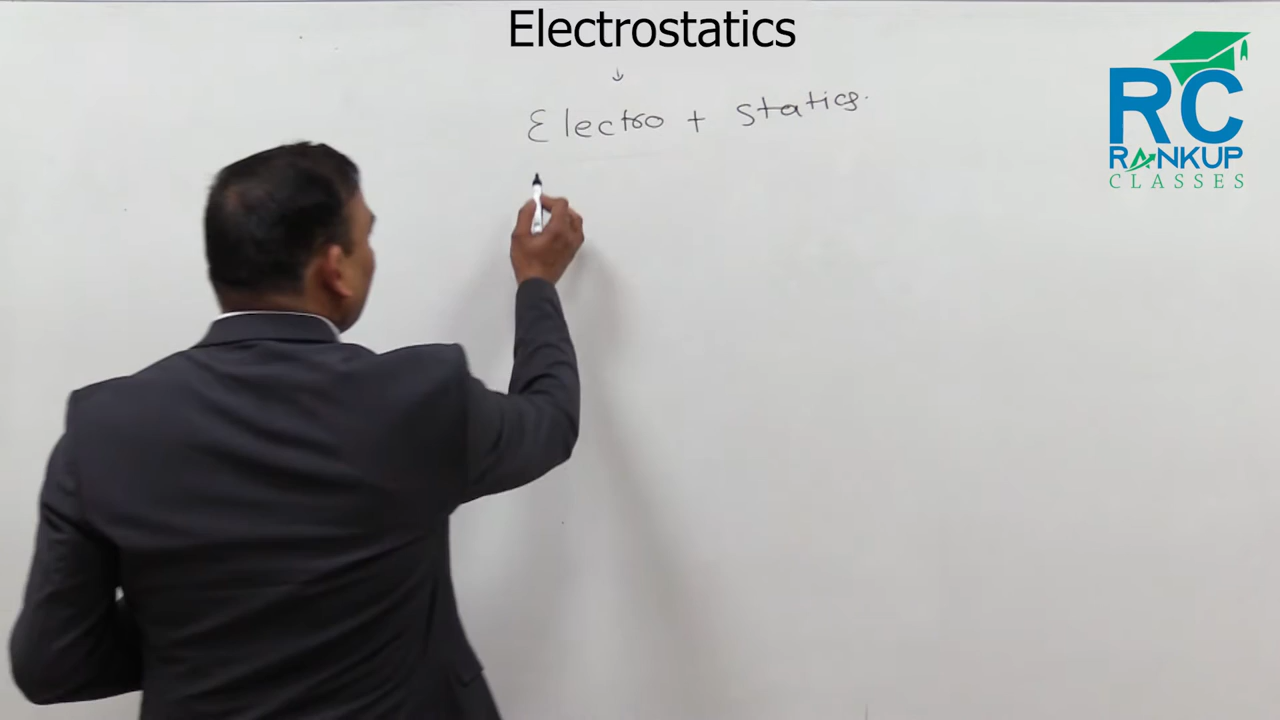 Electrostatics
Electro + Statics.
RC
RANKUP
CLASSES